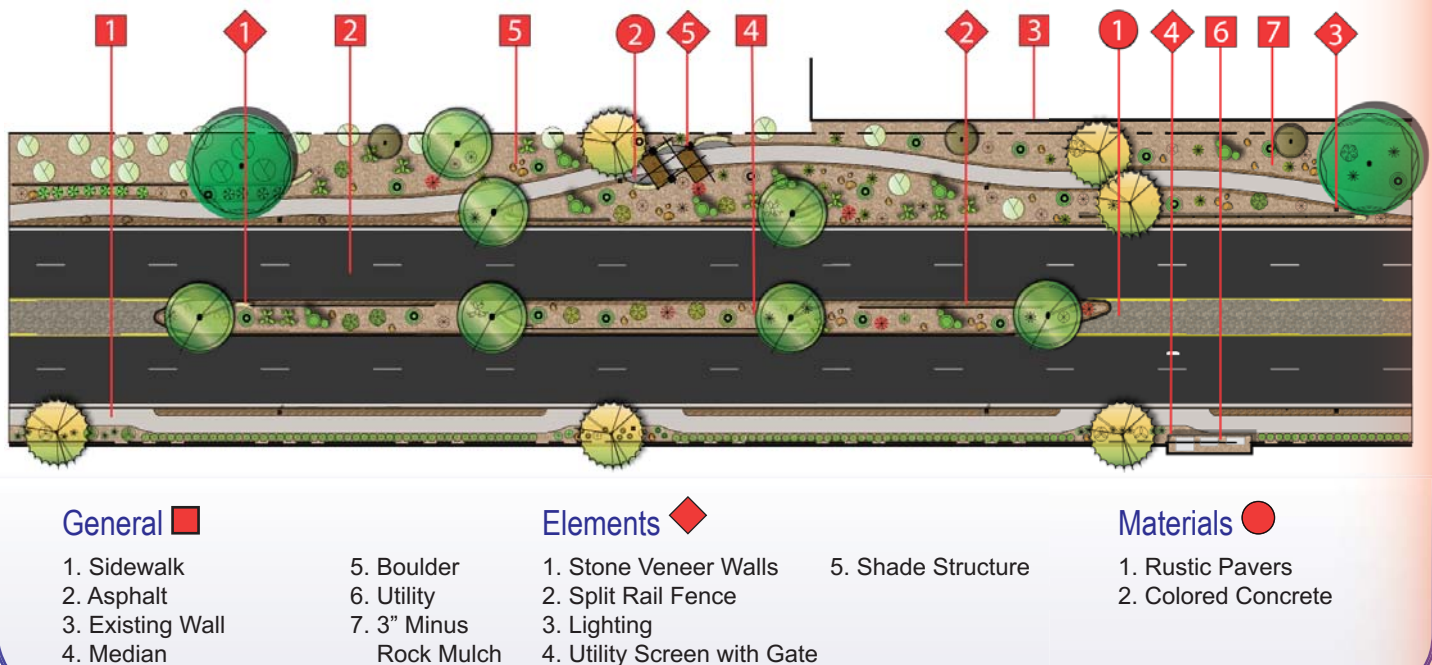 1 1 2 5 2 5 4 2 3 1 4 6 7 3
General
1. Sidewalk
2. Asphalt
3. Existing Wall
4. Median
5. Boulder
6. Utility
7. 3” Minus
Rock Mulch
Elements
1. Stone Veneer Walls
2. Split Rail Fence
3. Lighting
4. Utility Screen with Gate
5. Shade Structure
Materials
1. Rustic Pavers
2. Colored Concrete